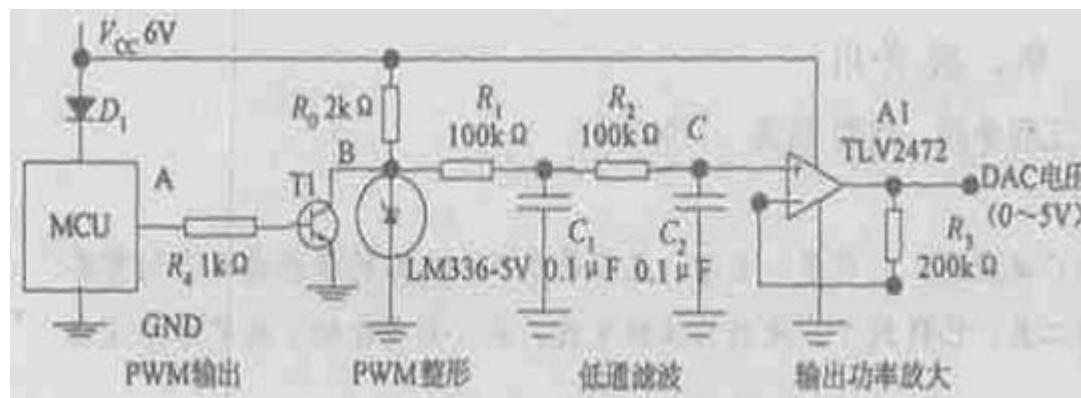 V_CC 6V
D₁
MCU
A
R₄ 1kΩ
GND
PWM输出
T1
B
R₀ 2kΩ
LM336-5V
PWM整形
R₁
100kΩ
C₁
0.1μF
R₂
100kΩ
C
C₂
0.1μF
低通滤波
A1
TLV2472
R₃
200kΩ
DAC电压
(0～5V)
输出功率放大